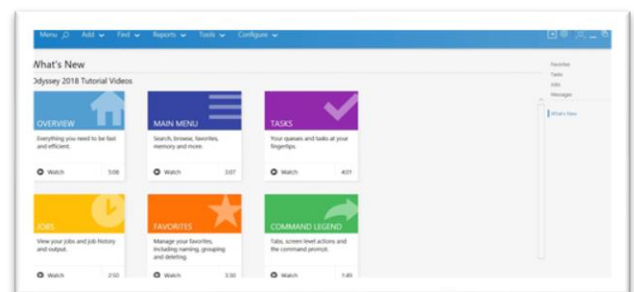 Menu Add Find Reports Tools Configure
What's New
Odyssey 2018 Tutorial Videos
Favorites
Tasks
Jobs
Messages
What's New
OVERVIEW
Everything you need to be fast
and efficient.
Watch 5:06
MAIN MENU
Search, browse, favorites,
memory and more.
Watch 3:07
TASKS
Your queues and tasks at your
fingertips.
Watch 4:01
JOBS
View your jobs and job history
and output.
Watch 2:50
FAVORITES
Manage your favorites,
including naming, grouping
and deleting.
Watch 3:30
COMMAND LEGEND
Tabs, screen level actions and
the command prompt.
Watch 1:49